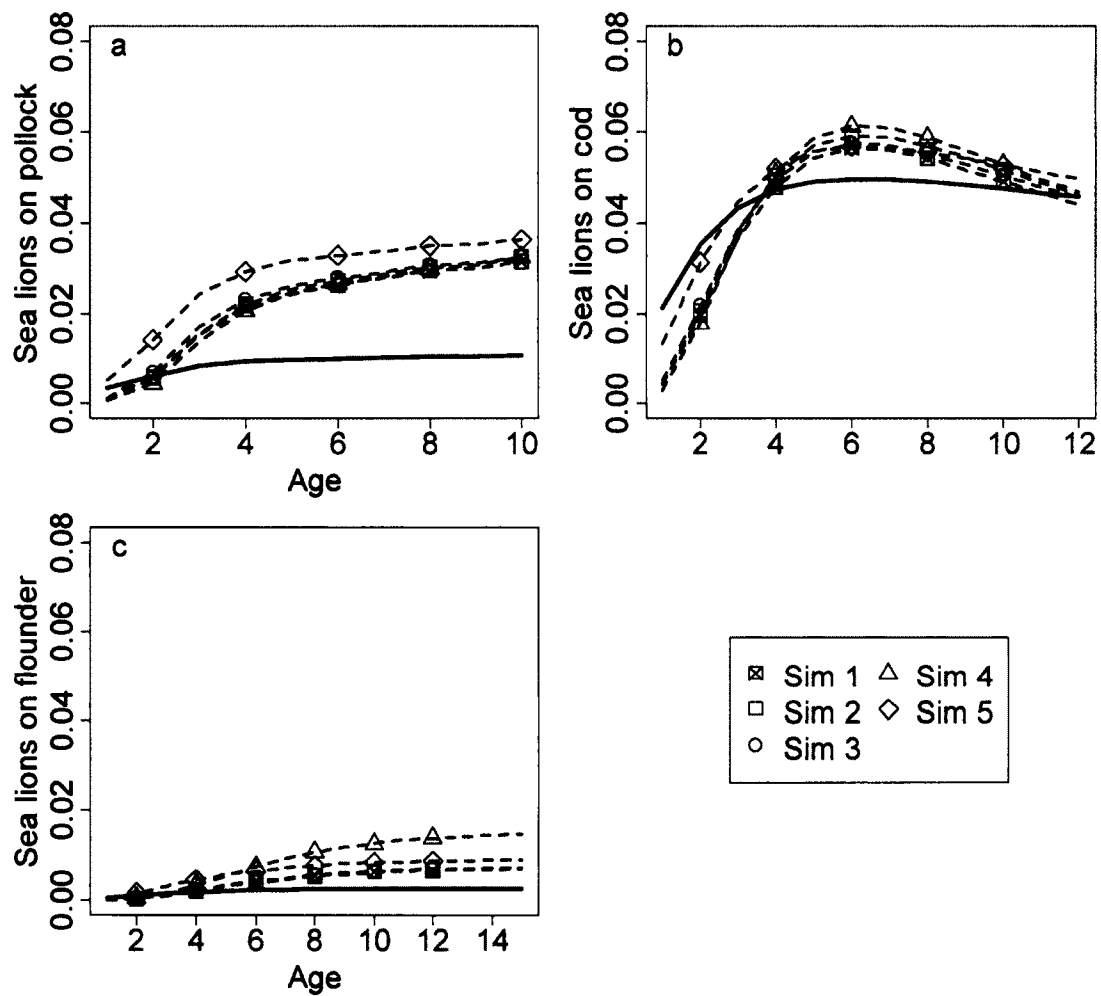 a
Sea lions on pollock
0.00 0.02 0.04 0.06 0.08
2 4 6 8 10
Age
b
Sea lions on cod
0.00 0.02 0.04 0.06 0.08
2 4 6 8 10 12
c
Sea lions on flounder
0.00 0.02 0.04 0.06 0.08
2 4 6 8 10 12 14
Age
Sim 1 Sim 4
Sim 2 Sim 5
Sim 3